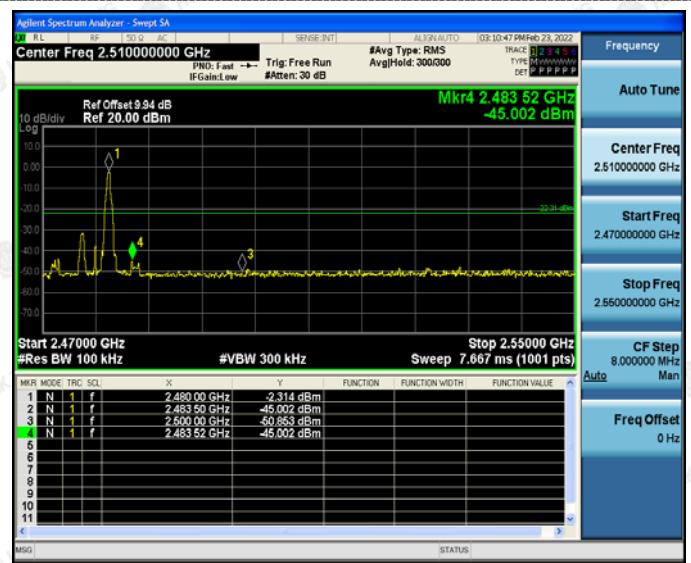 Agilent Spectrum Analyzer - Swept SA
RL RF 50 Ω AC SENSE:INT ALIGN AUTO 03:10:47 PM Feb 23, 2022
Center Freq 2.510000000 GHz
#Avg Type: RMS
TRACE 1 2 3 4 5 6
PNO: Fast Trig: Free Run Avg|Hold: 300/300
TYPE MWWWWW
IFGain:Low #Atten: 30 dB
DET P P P P P P
Mkr4 2.483 52 GHz
-45.002 dBm
Ref Offset 9.94 dB
10 dB/div Ref 20.00 dBm
Log
10.0
0.00
-10.0
-20.0
-30.0
-40.0
-50.0
-60.0
-70.0
1
-22.31 dBm
4
3
Start 2.47000 GHz Stop 2.55000 GHz
#Res BW 100 kHz #VBW 300 kHz Sweep 7.667 ms (1001 pts)
MKR MODE TRC SCL X Y FUNCTION FUNCTION WIDTH FUNCTION VALUE
1 N 1 f 2.480 00 GHz -2.314 dBm
2 N 1 f 2.483 50 GHz -45.002 dBm
3 N 1 f 2.500 00 GHz -50.853 dBm
4 N 1 f 2.483 52 GHz -45.002 dBm
5
6
7
8
9
10
11
MSG STATUS
Frequency
Auto Tune
Center Freq
2.510000000 GHz
Start Freq
2.470000000 GHz
Stop Freq
2.550000000 GHz
CF Step
8.000000 MHz
Auto Man
Freq Offset
0 Hz